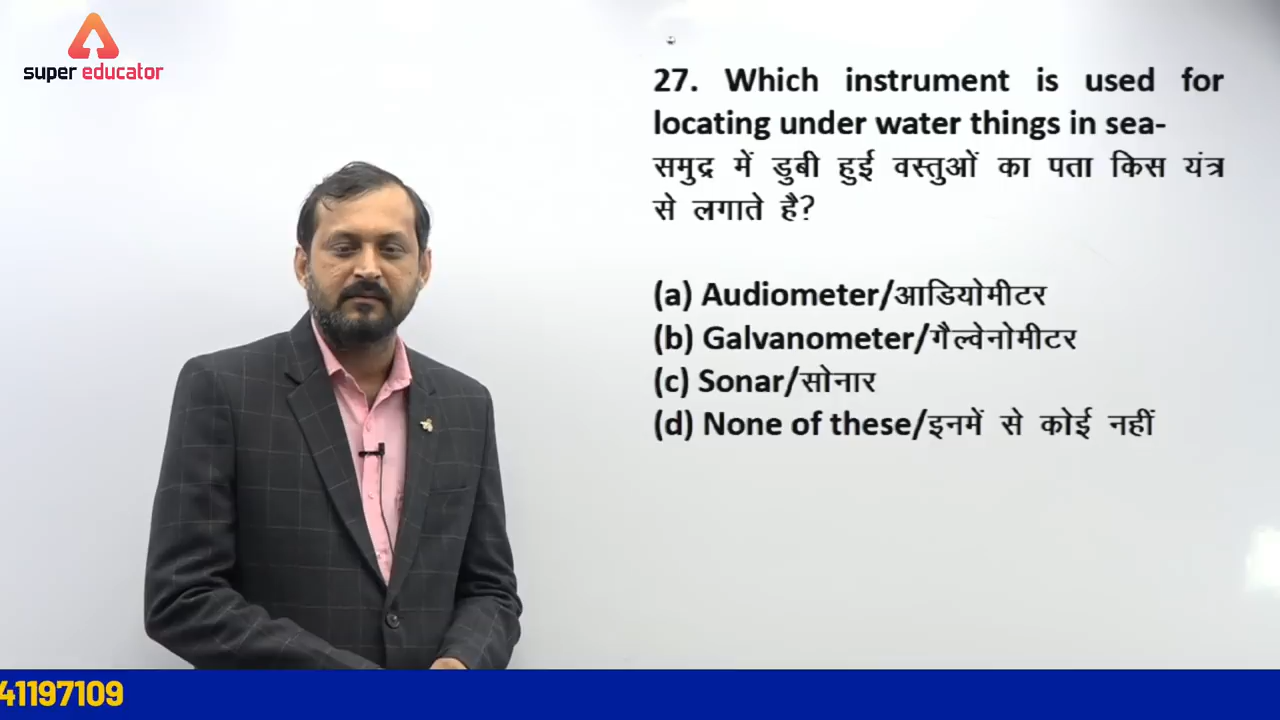 super educator
27. Which instrument is used for
locating under water things in sea-
समुद्र में डुबी हुई वस्तुओं का पता किस यंत्र
से लगाते है?
(a) Audiometer/आडियोमीटर
(b) Galvanometer/गैल्वेनोमीटर
(c) Sonar/सोनार
(d) None of these/इनमें से कोई नहीं
41197109